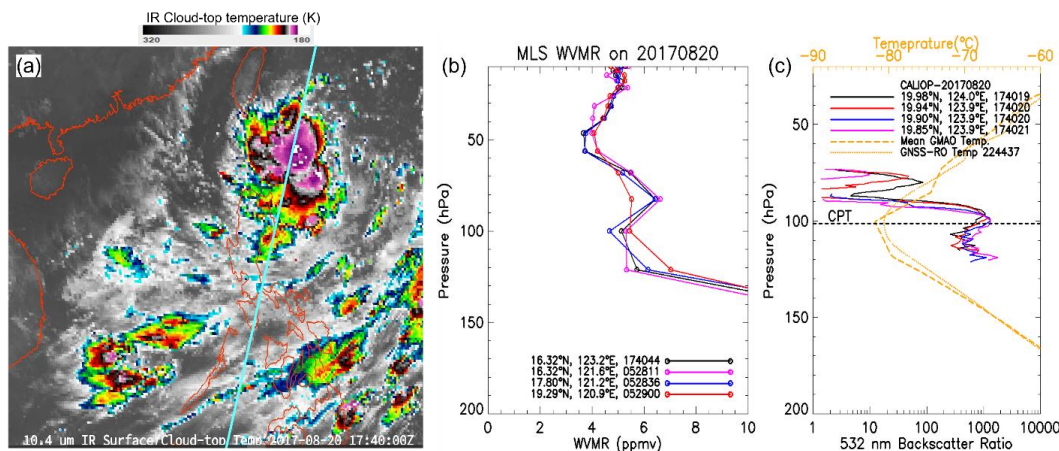 IR Cloud-top temperature (K)
320
180
(a)
10.4 um IR Surface/Cloud-top Temp 2017-08-20 17:40:00Z
(b)
MLS WVMR on 20170820
0
50
100
150
200
Pressure (hPa)
0 2 4 6 8 10
WVMR (ppmv)
16.32°N, 123.2°E, 174044
16.32°N, 121.6°E, 052811
17.80°N, 121.2°E, 052836
19.29°N, 120.9°E, 052900
(c)
Temeprature(°C)
-90 -80 -70 -60
CALIOP-20170820
19.98°N, 124.0°E, 174019
19.94°N, 123.9°E, 174020
19.90°N, 123.9°E, 174020
19.85°N, 123.9°E, 174021
Mean GMAO Temp.
GNSS-RO Temp 224437
CPT
0
50
100
150
200
Pressure (hPa)
1 10 100 1000 10000
532 nm Backscatter Ratio